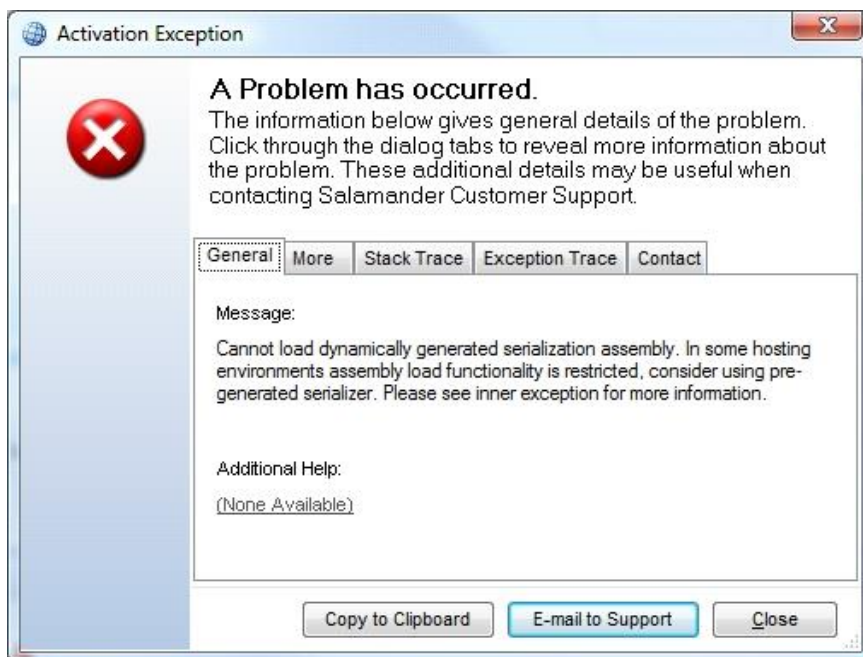 Activation Exception
A Problem has occurred.
The information below gives general details of the problem.
Click through the dialog tabs to reveal more information about
the problem. These additional details may be useful when
contacting Salamander Customer Support.
General More Stack Trace Exception Trace Contact
Message:
Cannot load dynamically generated serialization assembly. In some hosting
environments assembly load functionality is restricted, consider using pre-
generated serializer. Please see inner exception for more information.
Additional Help:
(None Available)
Copy to Clipboard E-mail to Support Close